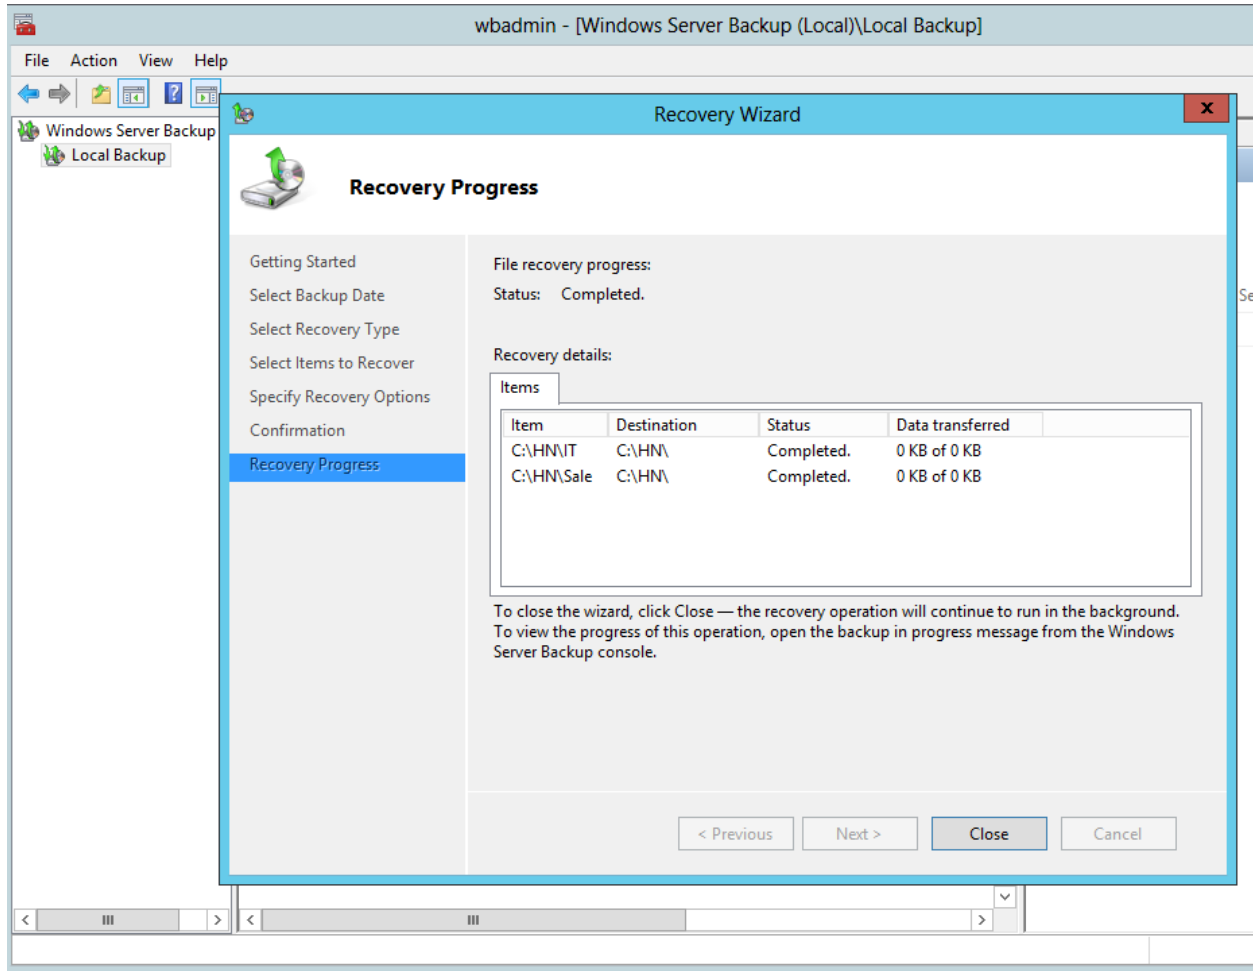 wbadmin - [Windows Server Backup (Local)\Local Backup]
File Action View Help
Windows Server Backup
Local Backup
Recovery Wizard
Recovery Progress
Getting Started
Select Backup Date
Select Recovery Type
Select Items to Recover
Specify Recovery Options
Confirmation
Recovery Progress
File recovery progress:
Status: Completed.
Recovery details:
Items
Item Destination Status Data transferred
C:\HN\IT C:\HN\ Completed. 0 KB of 0 KB
C:\HN\Sale C:\HN\ Completed. 0 KB of 0 KB
To close the wizard, click Close — the recovery operation will continue to run in the background.
To view the progress of this operation, open the backup in progress message from the Windows
Server Backup console.
< Previous Next > Close Cancel
Se